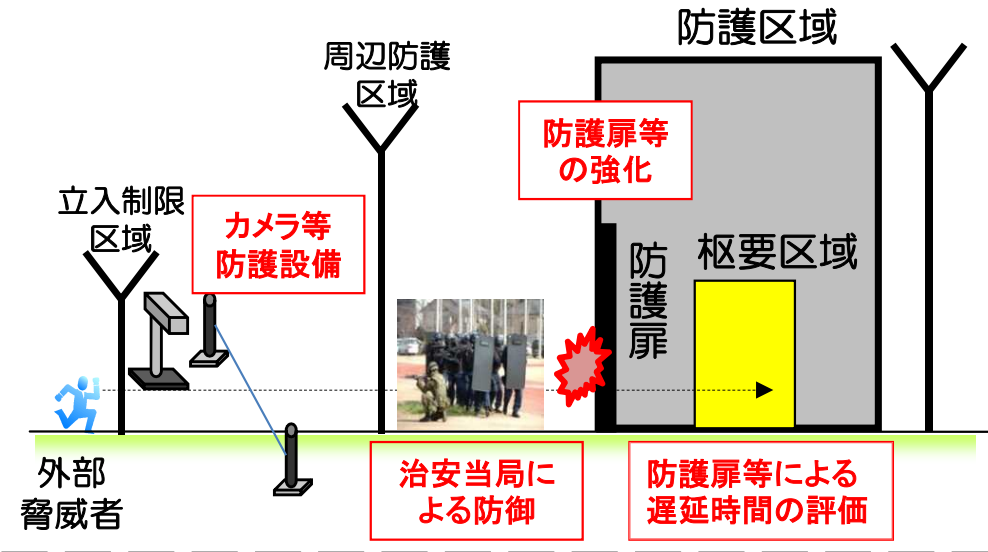 防護区域
周辺防護
区域
防護扉等
の強化
立入制限
区域
カメラ等
防護設備
防護扉
枢要区域
外部
脅威者
治安当局に
よる防御
防護扉等による
遅延時間の評価